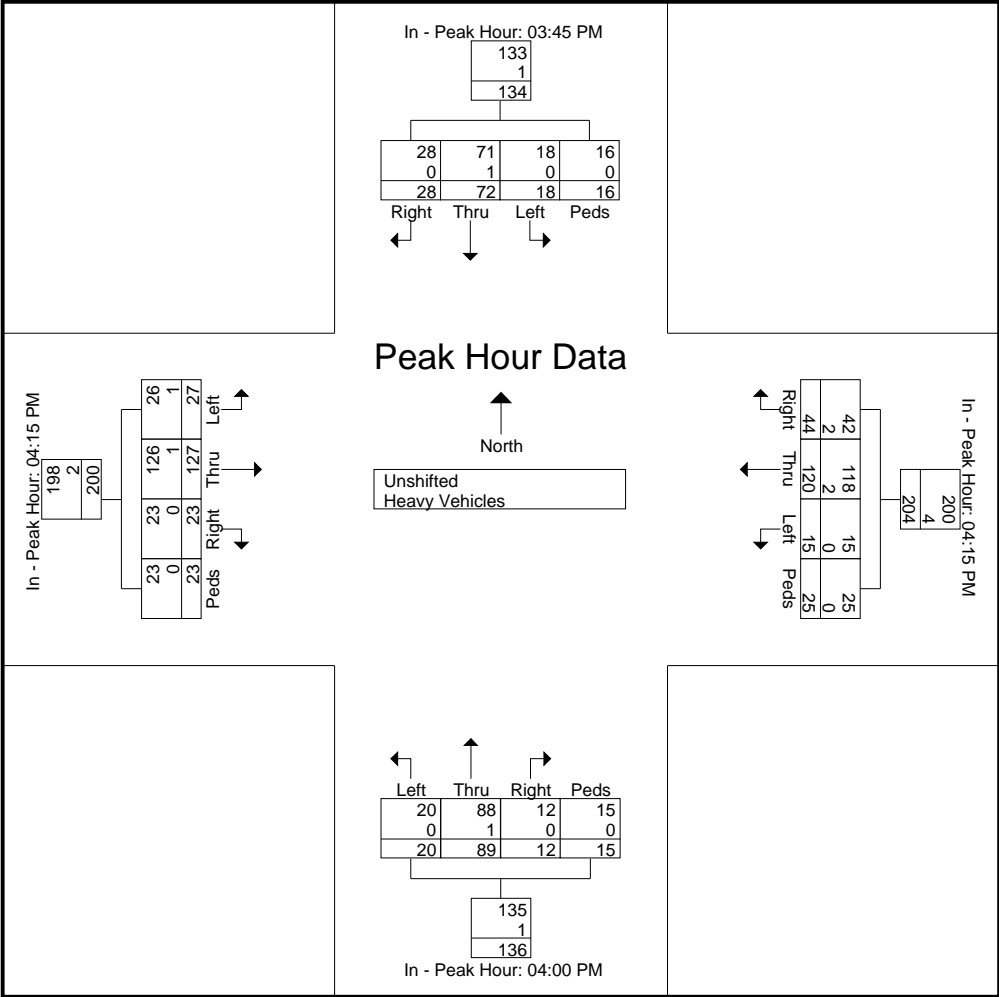 In - Peak Hour: 03:45 PM
133
1
134
28 71 18 16
0 1 0 0
28 72 18 16
Right Thru Left Peds
Peak Hour Data
North
Unshifted
Heavy Vehicles
In - Peak Hour: 04:15 PM
198
2
200
26 126 23 23
1 1 0 0
27 127 23 23
Left Thru Right Peds
In - Peak Hour: 04:15 PM
200
4
204
42 118 15 25
2 2 0 0
44 120 15 25
Right Thru Left Peds
Left Thru Right Peds
20 88 12 15
0 1 0 0
20 89 12 15
135
1
136
In - Peak Hour: 04:00 PM